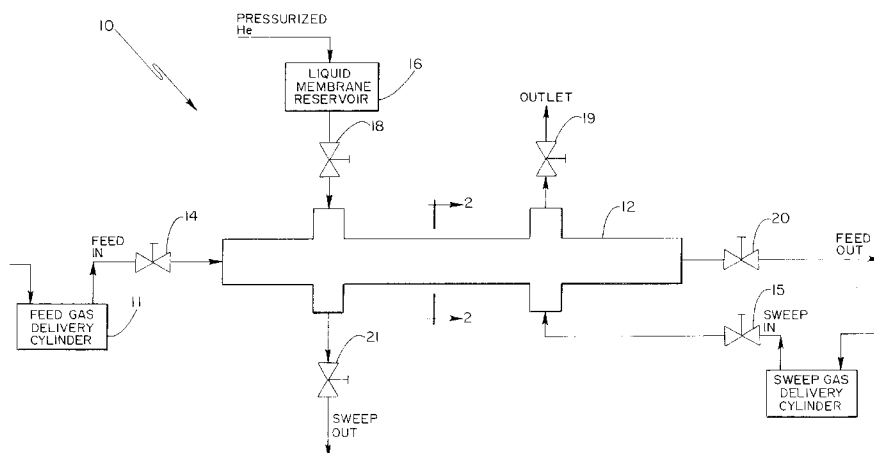 10
PRESSURIZED
He
LIQUID
MEMBRANE
RESERVOIR
16
18
OUTLET
19
2
12
14
FEED
IN
20
FEED
OUT
FEED GAS
DELIVERY
CYLINDER
11
2
15
SWEEP
IN
21
SWEEP
OUT
SWEEP GAS
DELIVERY
CYLINDER